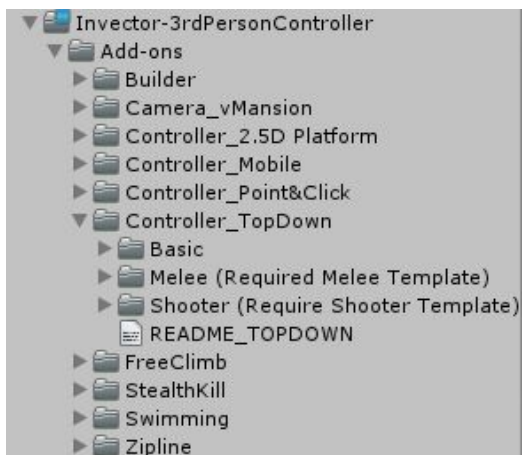 Invector-3rdPersonController
Add-ons
Builder
Camera_vMansion
Controller_2.5D Platform
Controller_Mobile
Controller_Point&Click
Controller_TopDown
Basic
Melee (Required Melee Template)
Shooter (Require Shooter Template)
README_TOPDOWN
FreeClimb
StealthKill
Swimming
Zipline